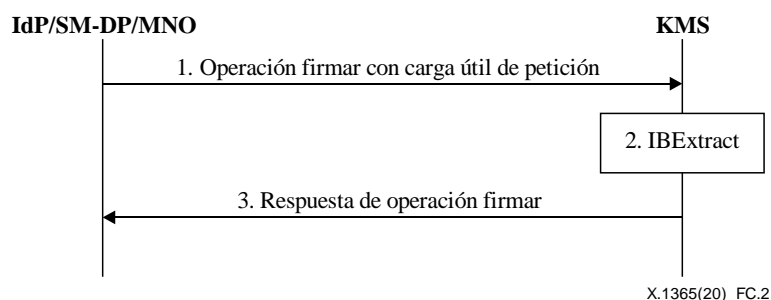 IdP/SM-DP/MNO KMS
1. Operación firmar con carga útil de petición
2. IBExtract
3. Respuesta de operación firmar
X.1365(20)_FC.2